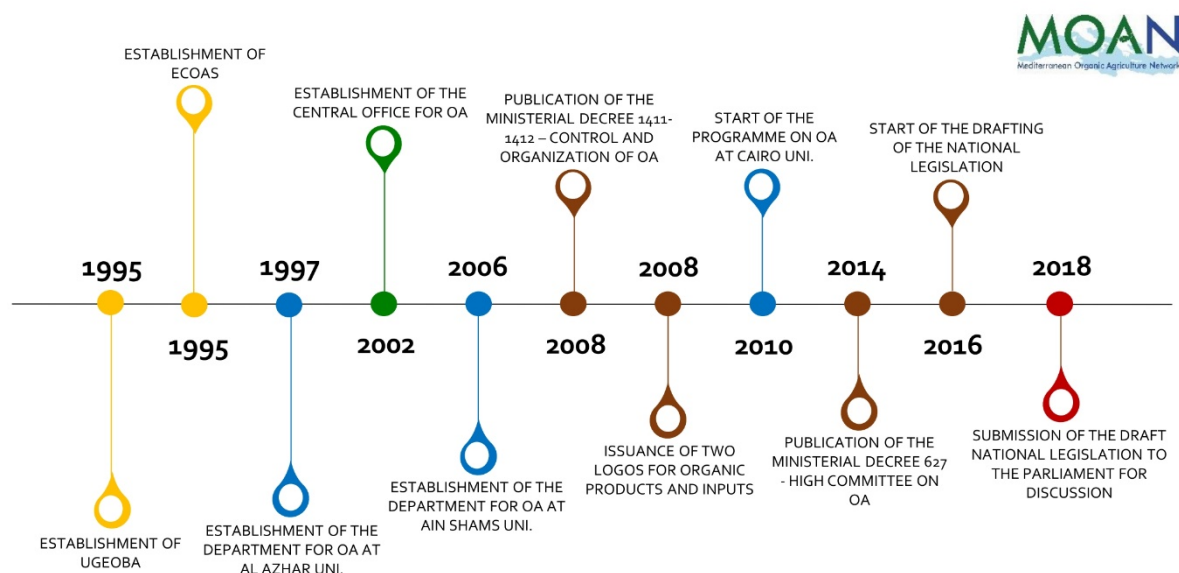 MOAN
Mediterranean Organic Agriculture Network
ESTABLISHMENT OF
ECOAS
ESTABLISHMENT OF THE
CENTRAL OFFICE FOR OA
PUBLICATION OF THE
MINISTERIAL DECREE 1411-
1412 – CONTROL AND
ORGANIZATION OF OA
START OF THE
PROGRAMME ON OA
AT CAIRO UNI.
START OF THE DRAFTING
OF THE NATIONAL
LEGISLATION
1995
1997
2006
2008
2014
2018
1995
2002
2008
2010
2016
ESTABLISHMENT OF
UGEOBA
ESTABLISHMENT OF THE
DEPARTMENT FOR OA AT
AL AZHAR UNI.
ESTABLISHMENT OF THE
DEPARTMENT FOR OA AT
AIN SHAMS UNI.
ISSUANCE OF TWO
LOGOS FOR ORGANIC
PRODUCTS AND INPUTS
PUBLICATION OF THE
MINISTERIAL DECREE 627
- HIGH COMMITTEE ON
OA
SUBMISSION OF THE DRAFT
NATIONAL LEGISLATION TO
THE PARLIAMENT FOR
DISCUSSION